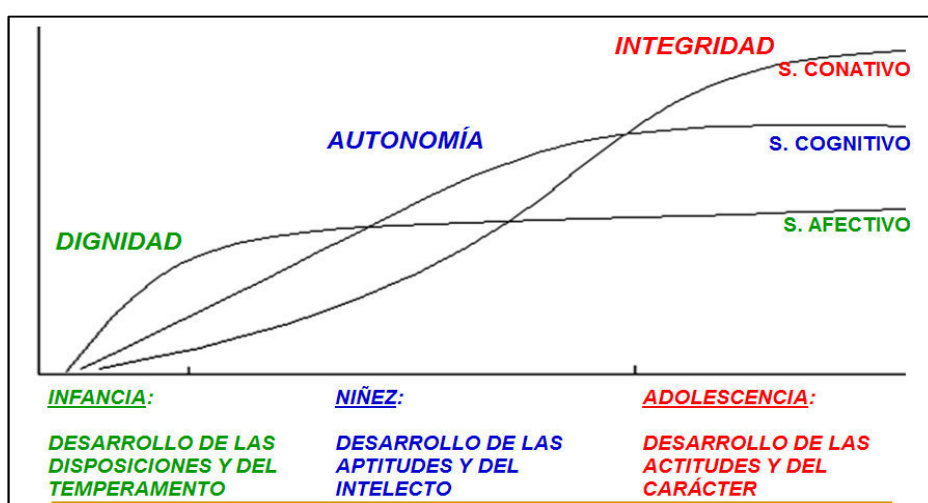 INTEGRIDAD
S. CONATIVO
AUTONOMÍA
S. COGNITIVO
DIGNIDAD
S. AFECTIVO
INFANCIA:
DESARROLLO DE LAS
DISPOSICIONES Y DEL
TEMPERAMENTO
NIÑEZ:
DESARROLLO DE LAS
APTITUDES Y DEL
INTELECTO
ADOLESCENCIA:
DESARROLLO DE LAS
ACTITUDES Y DEL
CARÁCTER